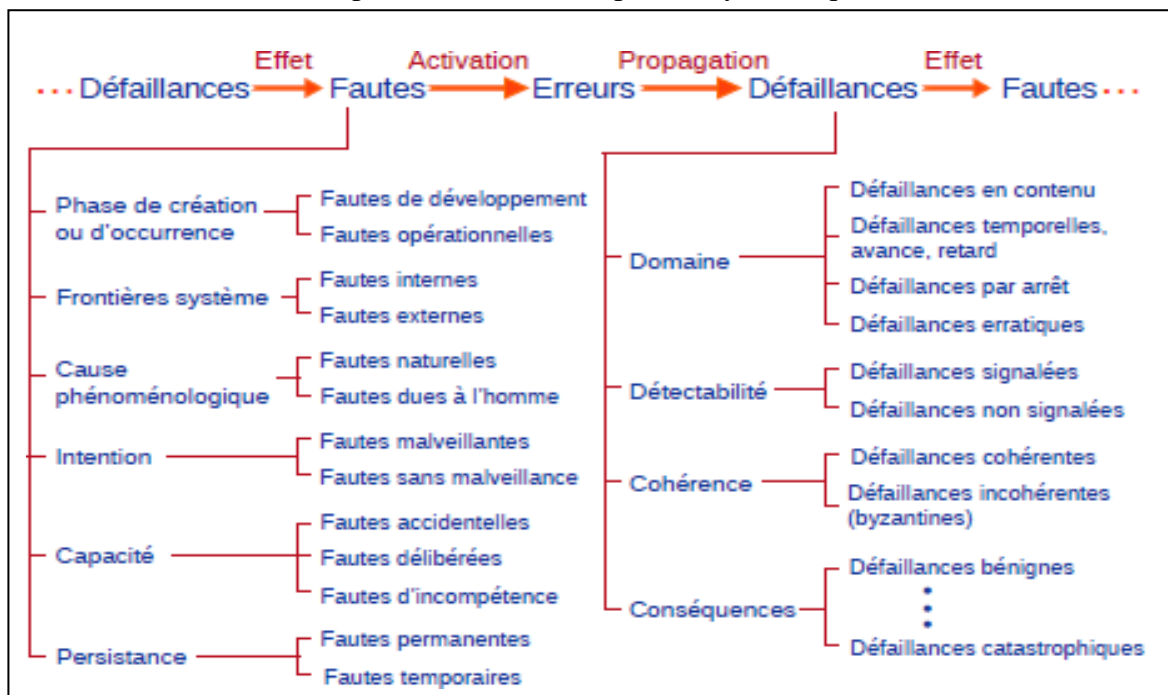 Effet Activation Propagation Effet
... Défaillances Fautes Erreurs Défaillances Fautes ...
Phase de création
ou d'occurrence
Fautes de développement
Fautes opérationnelles
Frontières système
Fautes internes
Fautes externes
Cause
phénoménologique
Fautes naturelles
Fautes dues à l'homme
Intention
Fautes malveillantes
Fautes sans malveillance
Capacité
Fautes accidentelles
Fautes délibérées
Fautes d'incompétence
Persistance
Fautes permanentes
Fautes temporaires
Domaine
Défaillances en contenu
Défaillances temporelles,
avance, retard
Défaillances par arrêt
Défaillances erratiques
Détectabilité
Défaillances signalées
Défaillances non signalées
Cohérence
Défaillances cohérentes
Défaillances incohérentes
(byzantines)
Conséquences
Défaillances bénignes
Défaillances catastrophiques